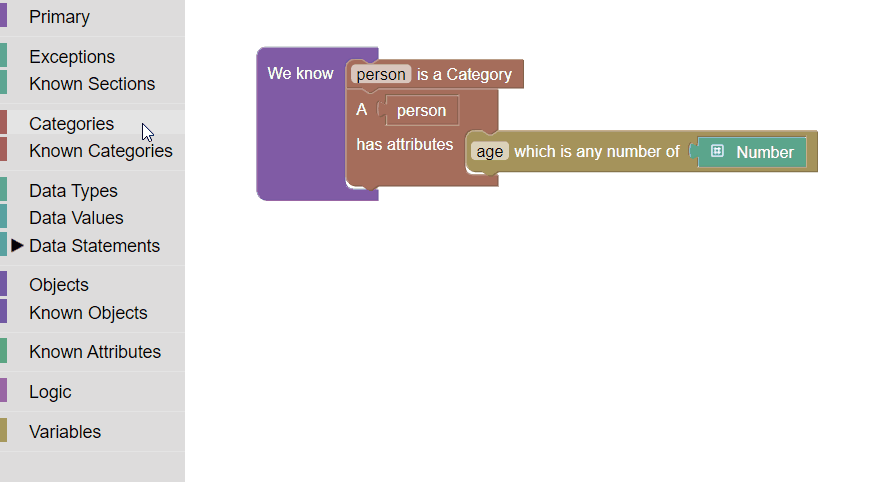 Primary
Exceptions
Known Sections
Categories
Known Categories
Data Types
Data Values
Data Statements
Objects
Known Objects
Known Attributes
Logic
Variables
We know person is a Category
A person
has attributes
age which is any number of Number